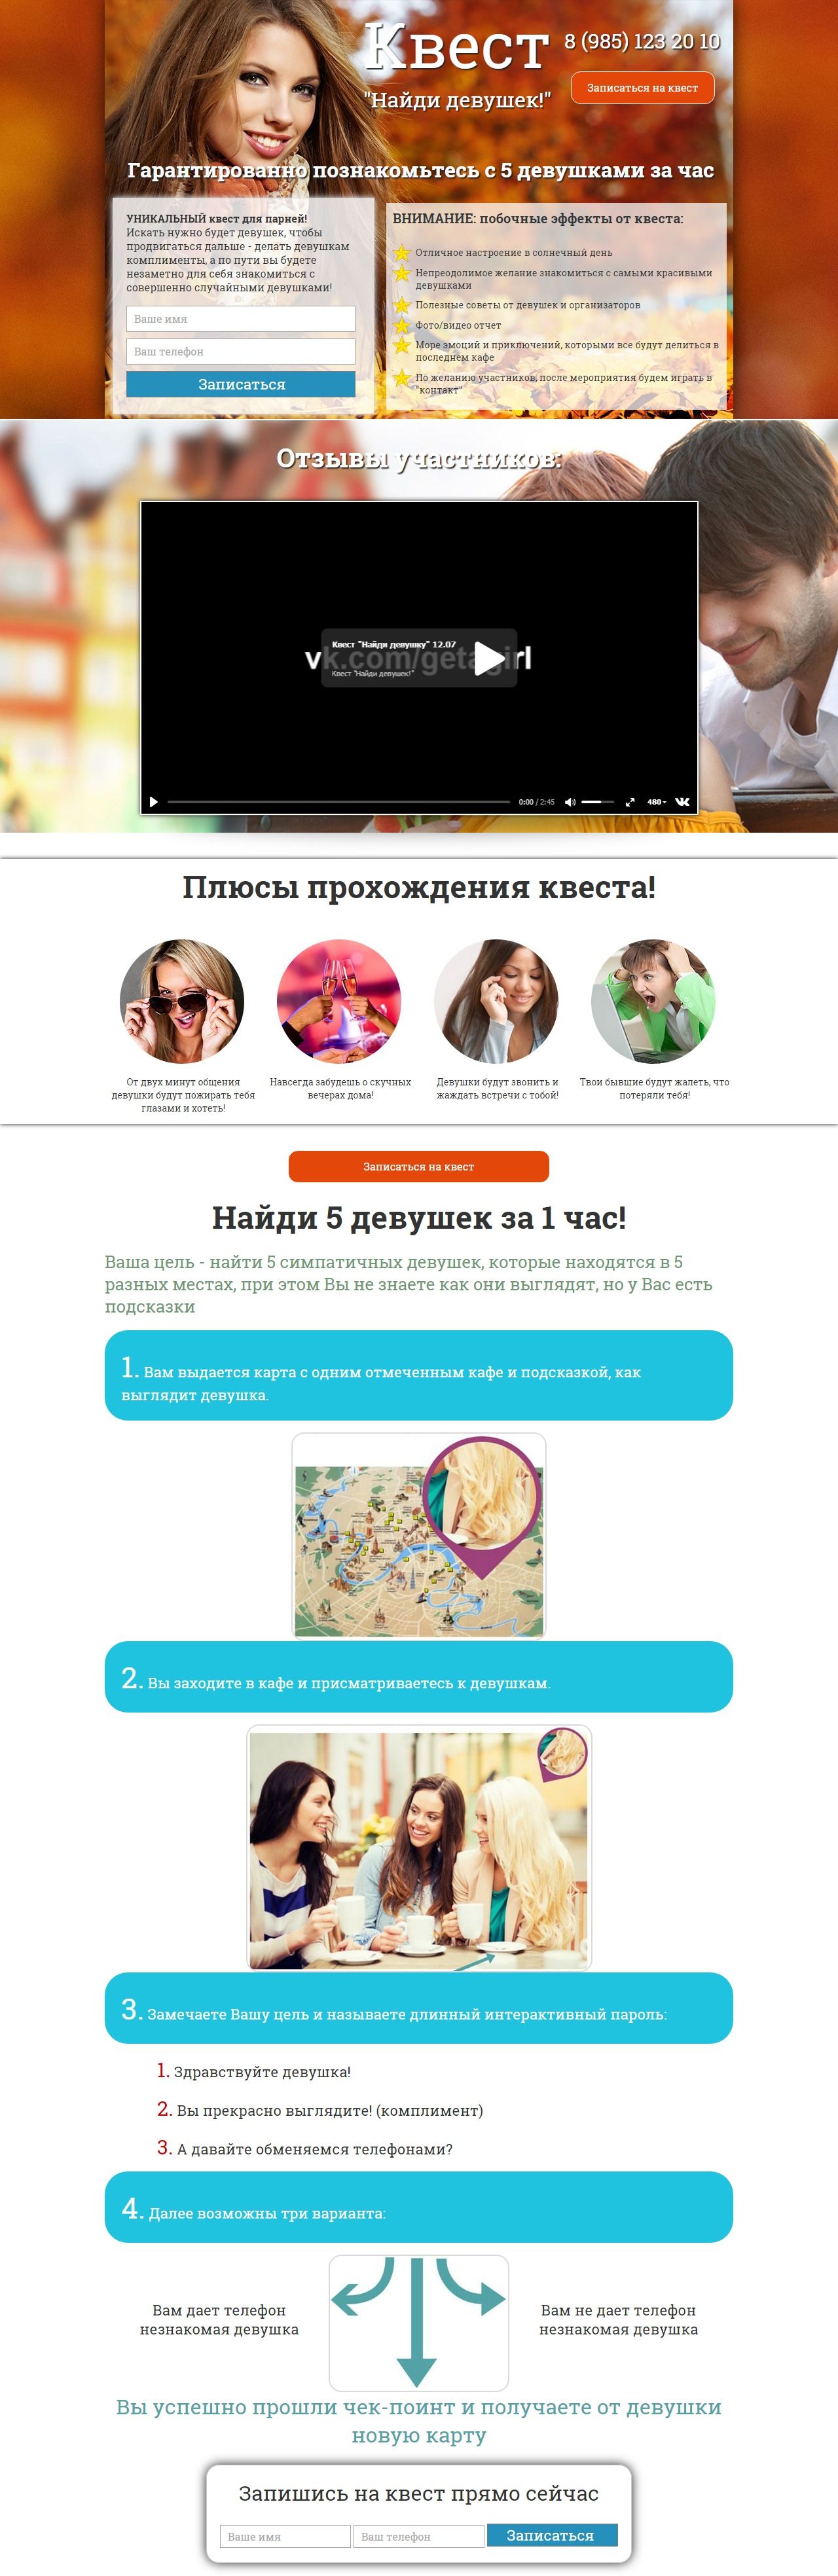 Квест
8 (985) 123 20 10
Записаться на квест
"Найди девушек!"
Гарантированно познакомьтесь с 5 девушками за час
УНИКАЛЬНЫЙ квест для парней!
Искать нужно будет девушек, чтобы
продвигаться дальше - делать девушкам
комплименты, а по пути вы будете
незаметно для себя знакомиться с
совершенно случайными девушками!
Ваше имя
Ваш телефон
Записаться
ВНИМАНИЕ: побочные эффекты от квеста:
Отличное настроение в солнечный день
Непреодолимое желание знакомиться с самыми красивыми
девушками
Полезные советы от девушек и организаторов
Фото/видео отчет
Море эмоций и приключений, которыми все будут делиться в
последнем кафе
По желанию участников, после мероприятия будем играть в
"контакт"
Отзывы участников:
Квест "Найди девушку" 12.07
vk.com/getagirl
Квест "Найди девушек!"
0:00 / 2:45
480
Плюсы прохождения квеста!
От двух минут общения
девушки будут пожирать тебя
глазами и хотеть!
Навсегда забудешь о скучных
вечерах дома!
Девушки будут звонить и
жаждать встречи с тобой!
Твои бывшие будут жалеть, что
потеряли тебя!
Записаться на квест
Найди 5 девушек за 1 час!
Ваша цель - найти 5 симпатичных девушек, которые находятся в 5
разных местах, при этом Вы не знаете как они выглядят, но у Вас есть
подсказки
1. Вам выдается карта с одним отмеченным кафе и подсказкой, как
выглядит девушка.
2. Вы заходите в кафе и присматриваетесь к девушкам.
3. Замечаете Вашу цель и называете длинный интерактивный пароль:
1. Здравствуйте девушка!
2. Вы прекрасно выглядите! (комплимент)
3. А давайте обменяемся телефонами?
4. Далее возможны три варианта:
Вам дает телефон
незнакомая девушка
Вам не дает телефон
незнакомая девушка
Вы успешно прошли чек-поинт и получаете от девушки
новую карту
Запишись на квест прямо сейчас
Ваше имя
Ваш телефон
Записаться